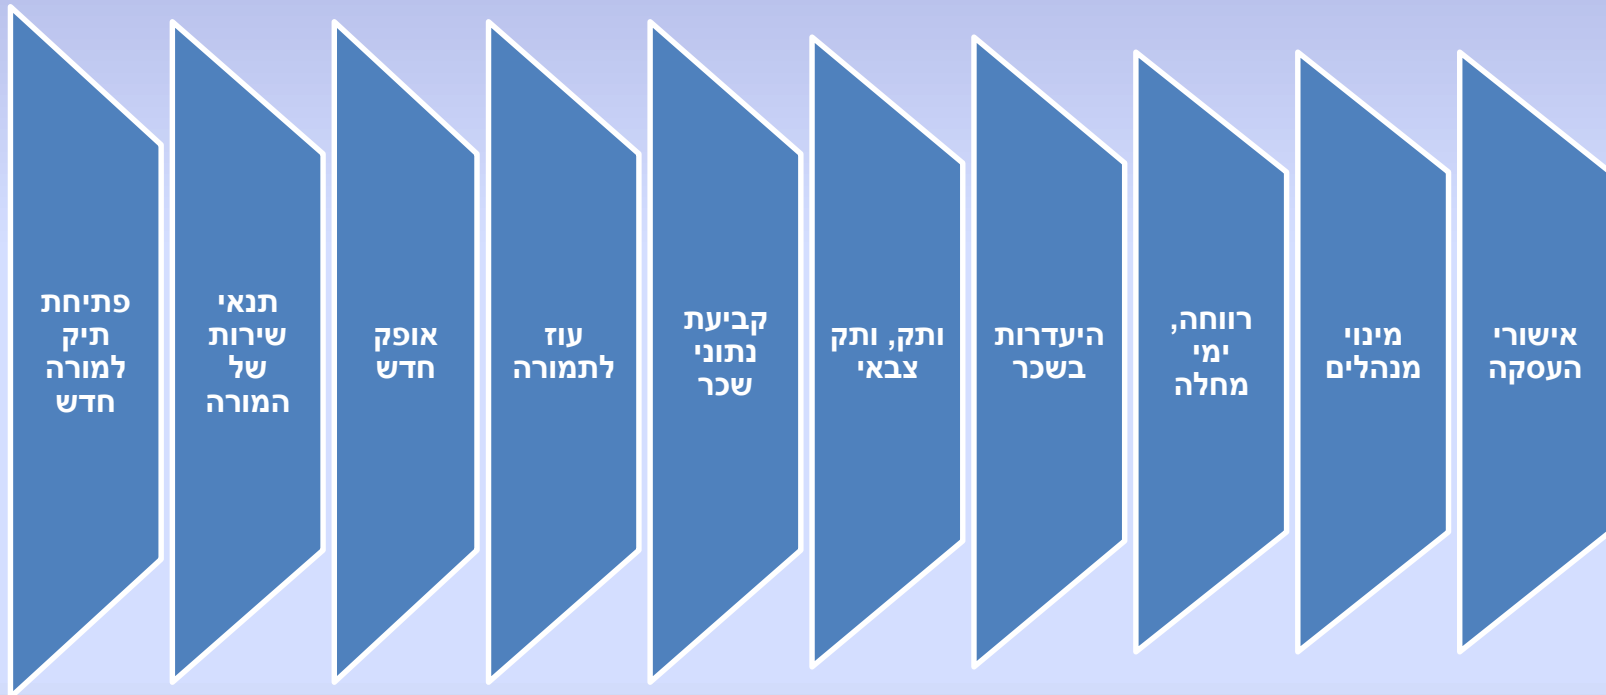 פתיחת
תיק
למורה
חדש
תנאי
שירות
של
המורה
אופק
חדש
עוז
לתמורה
קביעת
נתוני
שכר
ותק, ותק
צבאי
היעדרות
בשכר
רווחה,
ימי
מחלה
מינוי
מנהלים
אישורי
העסקה